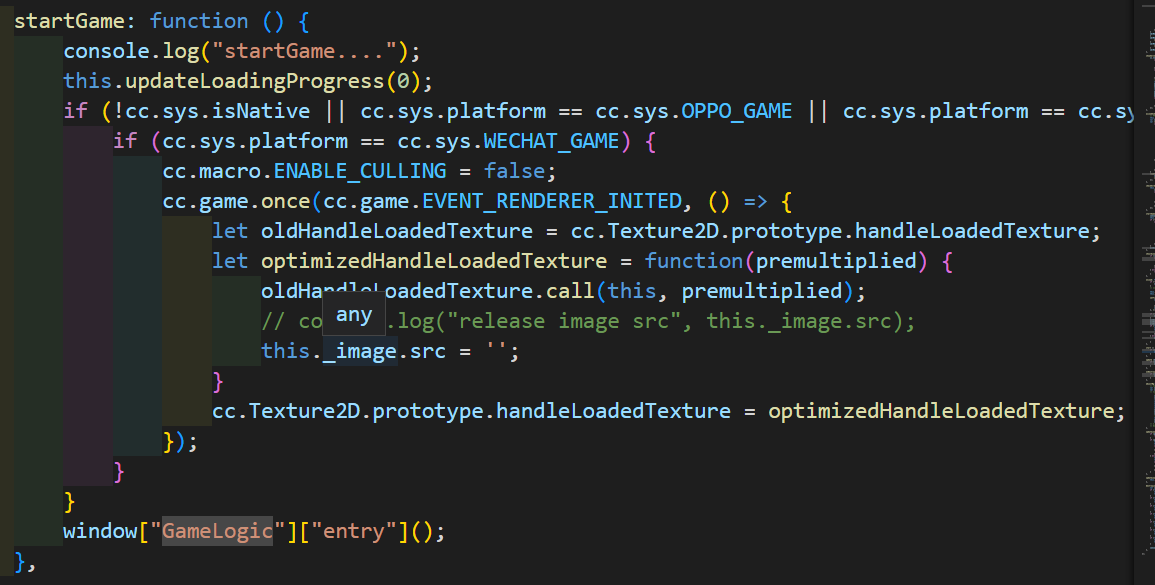 startGame: function () {
console.log("startGame....");
this.updateLoadingProgress(0);
if (!cc.sys.isNative || cc.sys.platform == cc.sys.OPPO_GAME || cc.sys.platform == cc.sy
if (cc.sys.platform == cc.sys.WECHAT_GAME) {
cc.macro.ENABLE_CULLING = false;
cc.game.once(cc.game.EVENT_RENDERER_INITED, () => {
let oldHandleLoadedTexture = cc.Texture2D.prototype.handleLoadedTexture;
let optimizedHandleLoadedTexture = function(premultiplied) {
oldHandleLoadedTexture.call(this, premultiplied);
any
// co .log("release image src", this._image.src);
this._image.src = '';
}
cc.Texture2D.prototype.handleLoadedTexture = optimizedHandleLoadedTexture;
});
}
}
window["GameLogic"]["entry"]();
},